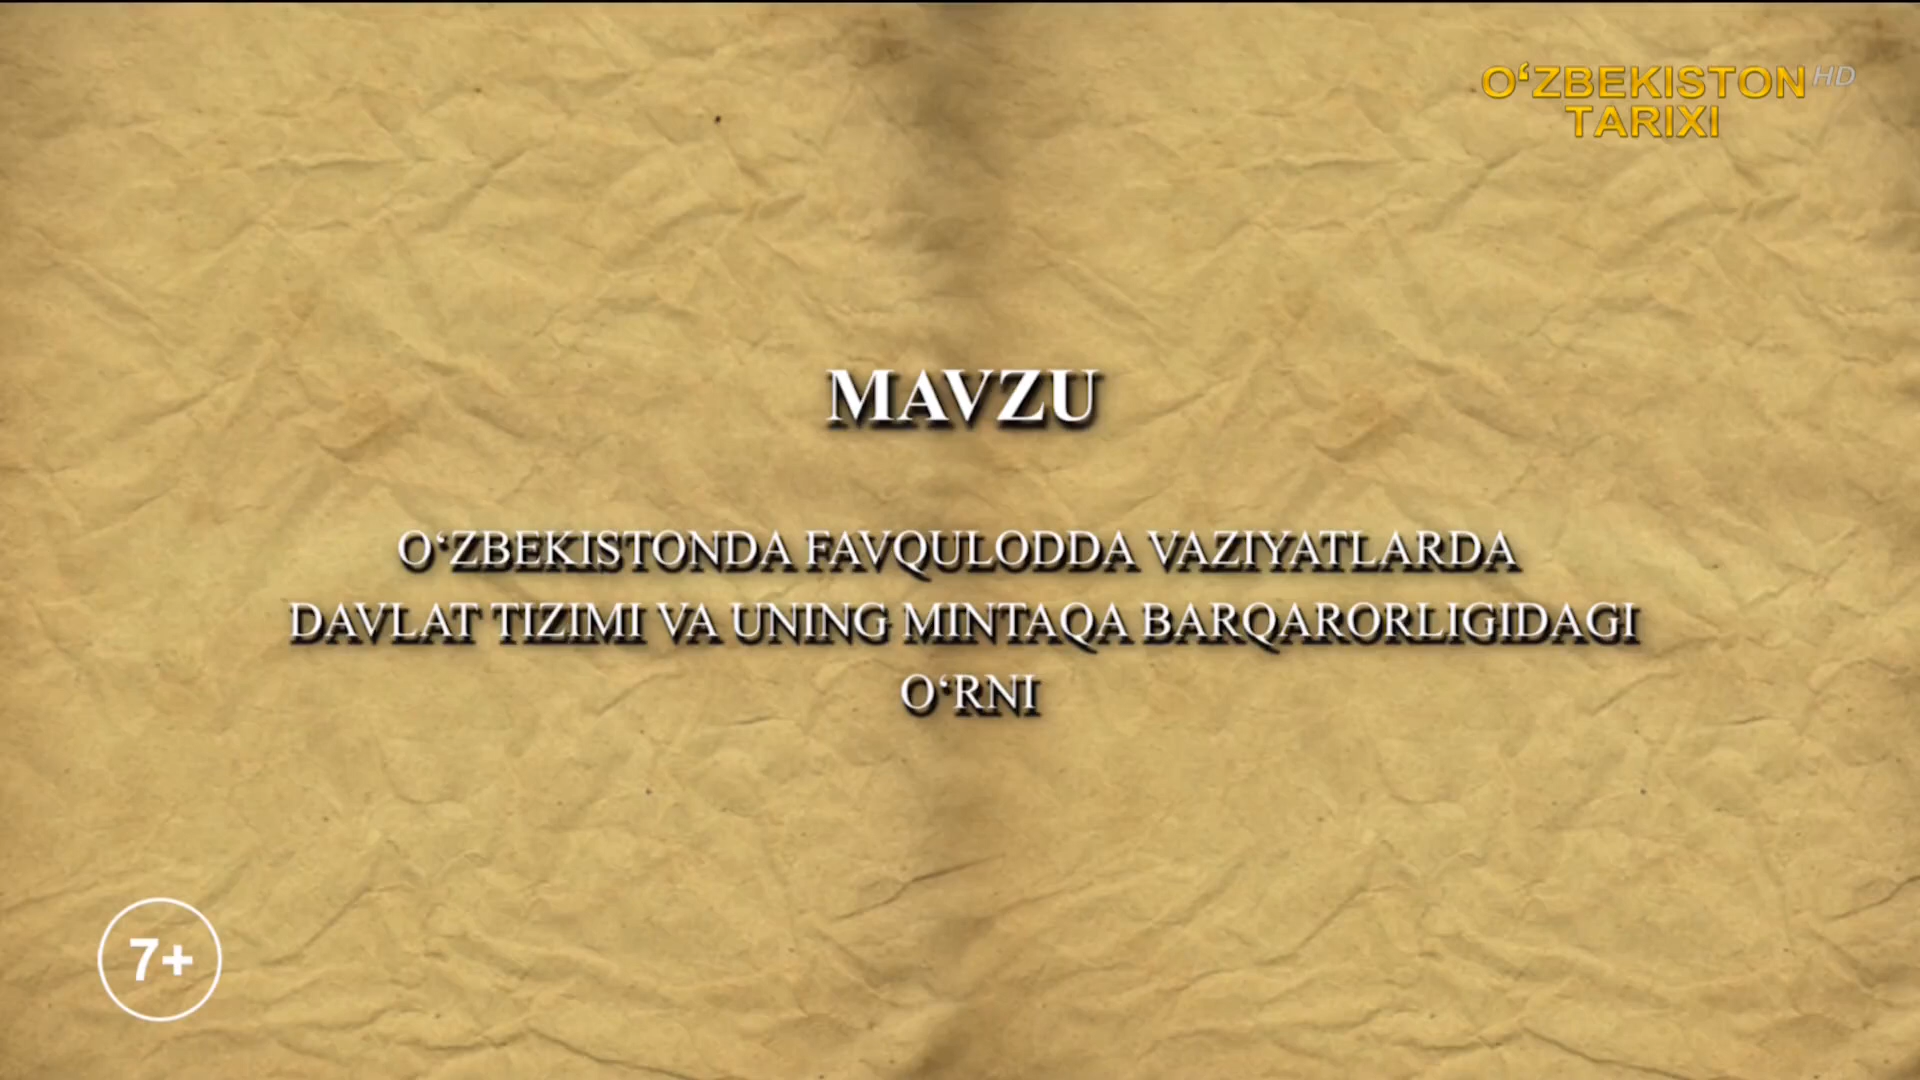 O‘ZBEKISTON HD
TARIXI
MAVZU
O‘ZBEKISTONDA FAVQULODDA VAZIYATLARDA
DAVLAT TIZIMI VA UNING MINTAQA BARQARORLIGIDAGI
O‘RNI
7+